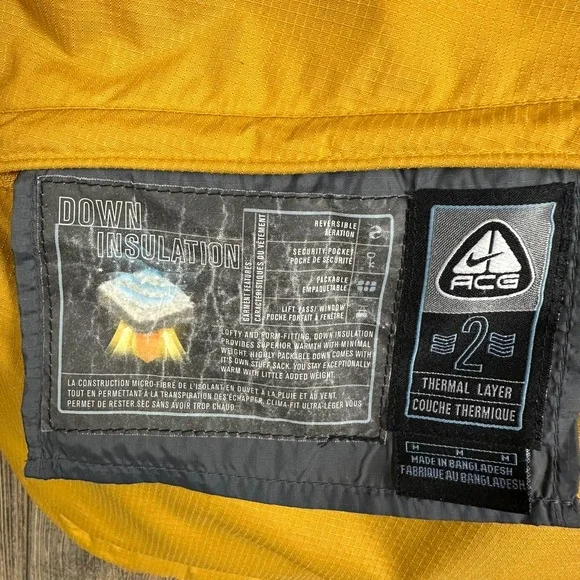 DOWN
INSULATION
GARMENT FEATURES:
CARACTÉRISTIQUES DU VÊTEMENT
REVERSIBLE
AÉRATION
SECURITY POCKET
POCHE DE SÉCURITÉ
PACKABLE
EMPAQUETABLE
LIFT PASS/ WINDOW
POCHE FORFAIT À FENÊTRE
LOFTY AND FORM-FITTING, DOWN INSULATION
PROVIDES SUPERIOR WARMTH WITH MINIMAL
WEIGHT. HIGHLY PACKABLE DOWN COMES WITH
IT'S OWN STUFF SACK. YOU STAY EXCEPTIONALLY
WARM WITH LITTLE ADDED WEIGHT.
LA CONSTRUCTION MICRO-FIBRE DE L'ISOLANT EN DUVET À LA PLUIE ET AU VENT.
TOUT EN PERMETTANT À LA TRANSPIRATION DES'ÉCHAPPER, CLIMA-FIT ULTRA-LEGER VOUS
PERMET DE RESTER.SEC SANS AVOIR TROP CHAUD.
ACG
2
THERMAL LAYER
COUCHE THERMIQUE
M M M
MADE IN BANGLADESH
FABRIQUE AU BANGLADESH